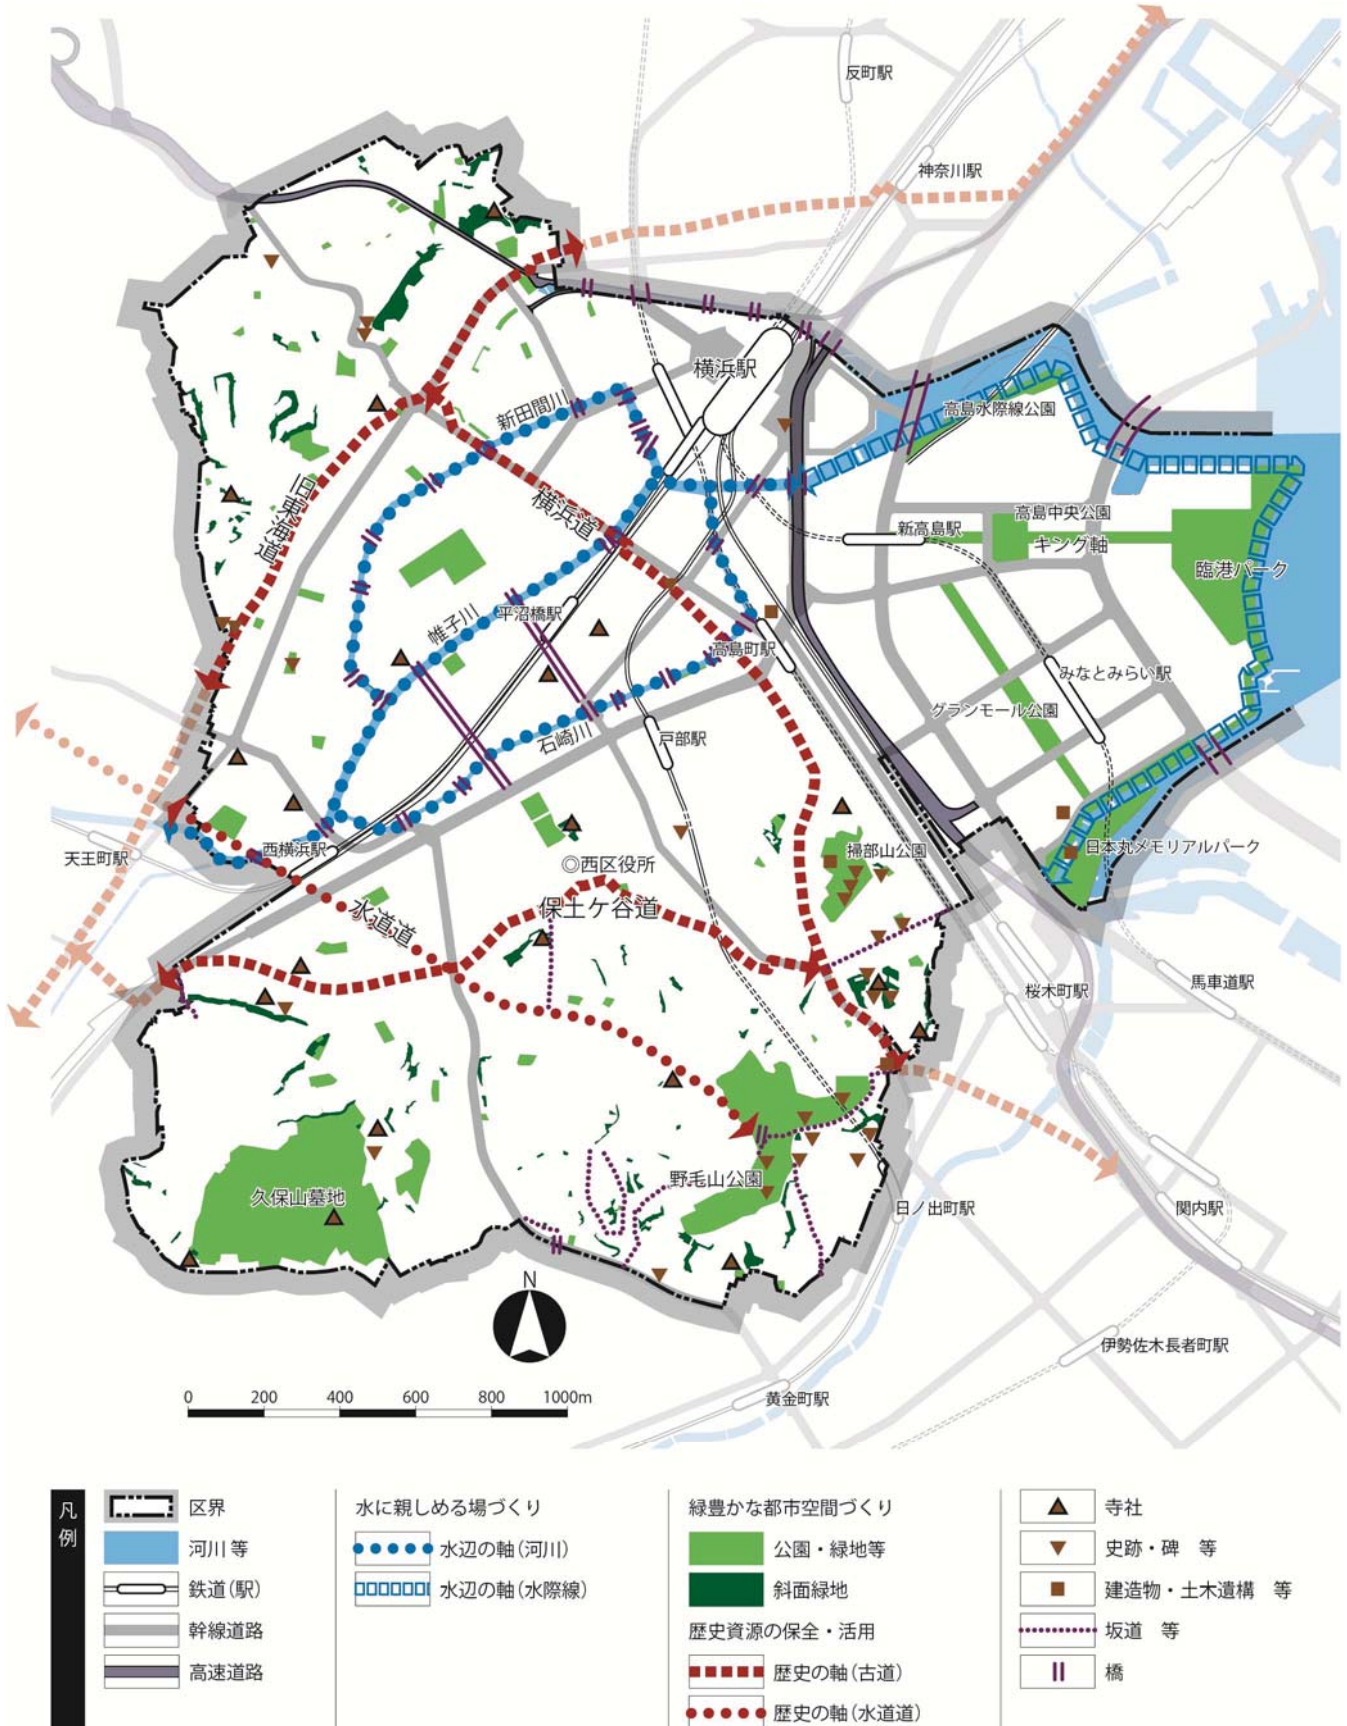 反町駅
神奈川駅
横浜駅
新田間川
高島水際線公園
旧東海道
横浜道
高島中央公園
新高島駅
キング軸
臨港パーク
帷子川
平沼橋駅
高島町駅
みなとみらい駅
グランモール公園
石崎川
戸部駅
天王町駅
西横浜駅
掃部山公園
日本丸メモリアルパーク
◎西区役所
水道道
保土ケ谷道
桜木町駅
馬車道駅
野毛山公園
久保山墓地
日ノ出町駅
関内駅
N
伊勢佐木長者町駅
黄金町駅
0 200 400 600 800 1000m
凡例
区界
河川 等
鉄道(駅)
幹線道路
高速道路
水に親しめる場づくり
水辺の軸(河川)
水辺の軸(水際線)
緑豊かな都市空間づくり
公園・緑地等
斜面緑地
歴史資源の保全・活用
歴史の軸(古道)
歴史の軸(水道道)
寺社
史跡・碑 等
建造物・土木遺構 等
坂道 等
橋